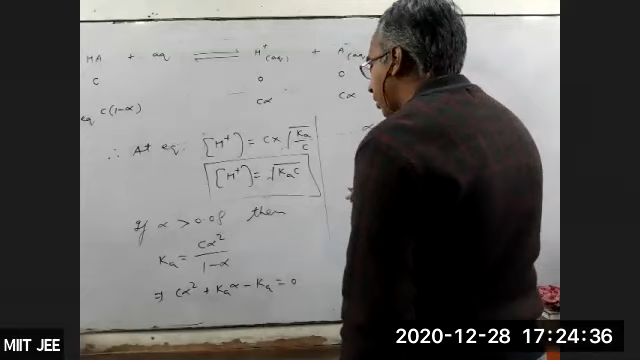 HA + aq ⇌ H⁺(aq) + A⁻(aq)
C 0 0
eq C(1-α) Cα Cα
∴ At eq. [H⁺] = C × √(Ka/C)
[H⁺] = √(KaC)
If α > 0.05 then
Ka = Cα²/(1-α)
⇒ Cα² + Kaα - Ka = 0
MIIT JEE
2020-12-28 17:24:36